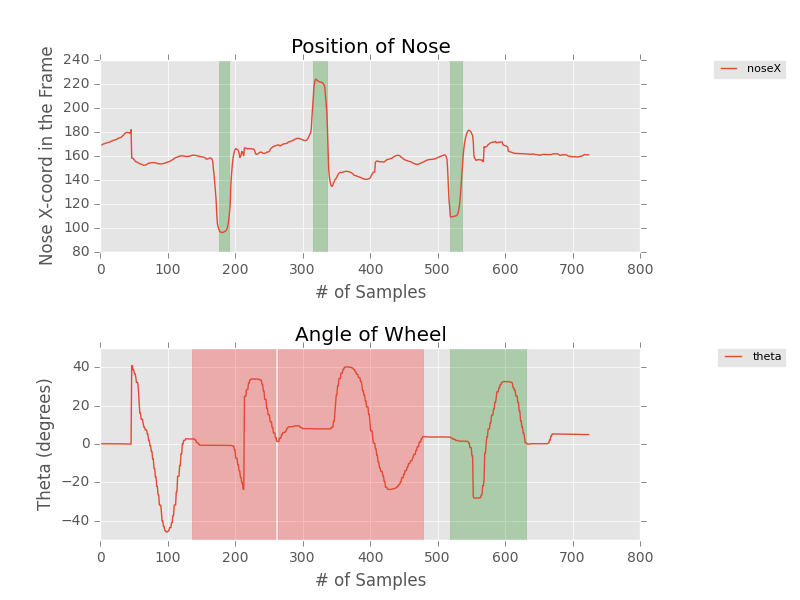 Position of Nose
240
220
200
180
160
140
120
100
80
Nose X-coord in the Frame
0 100 200 300 400 500 600 700 800
# of Samples
noseX
Angle of Wheel
40
20
0
−20
−40
Theta (degrees)
0 100 200 300 400 500 600 700 800
# of Samples
theta